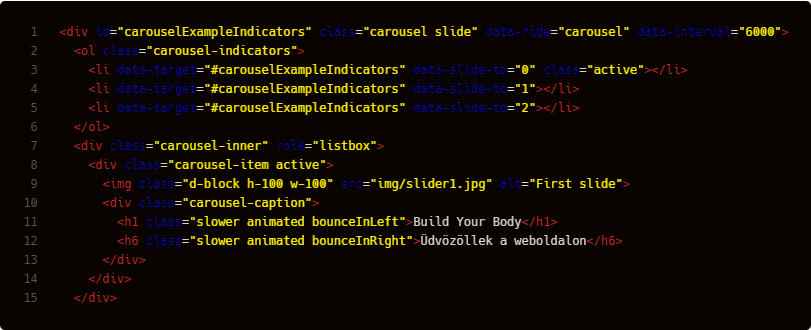 1 <div id="carouselExampleIndicators" class="carousel slide" data-ride="carousel" data-interval="6000">
2 <ol class="carousel-indicators">
3 <li data-target="#carouselExampleIndicators" data-slide-to="0" class="active"></li>
4 <li data-target="#carouselExampleIndicators" data-slide-to="1"></li>
5 <li data-target="#carouselExampleIndicators" data-slide-to="2"></li>
6 </ol>
7 <div class="carousel-inner" role="listbox">
8 <div class="carousel-item active">
9 <img class="d-block h-100 w-100" src="img/slider1.jpg" alt="First slide">
10 <div class="carousel-caption">
11 <h1 class="slower animated bounceInLeft">Build Your Body</h1>
12 <h6 class="slower animated bounceInRight">Üdvözöllek a weboldalon</h6>
13 </div>
14 </div>
15 </div>